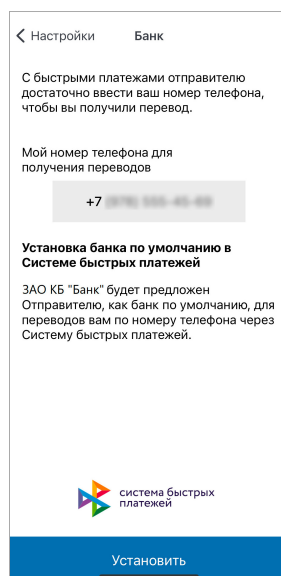 Настройки Банк
С быстрыми платежами отправителю
достаточно ввести ваш номер телефона,
чтобы вы получили перевод.
Мой номер телефона для
получения переводов
+7
Установка банка по умолчанию в
Системе быстрых платежей
ЗАО КБ "Банк" будет предложен
Отправителю, как банк по умолчанию, для
переводов вам по номеру телефона через
Систему быстрых платежей.
система быстрых
платежей
Установить